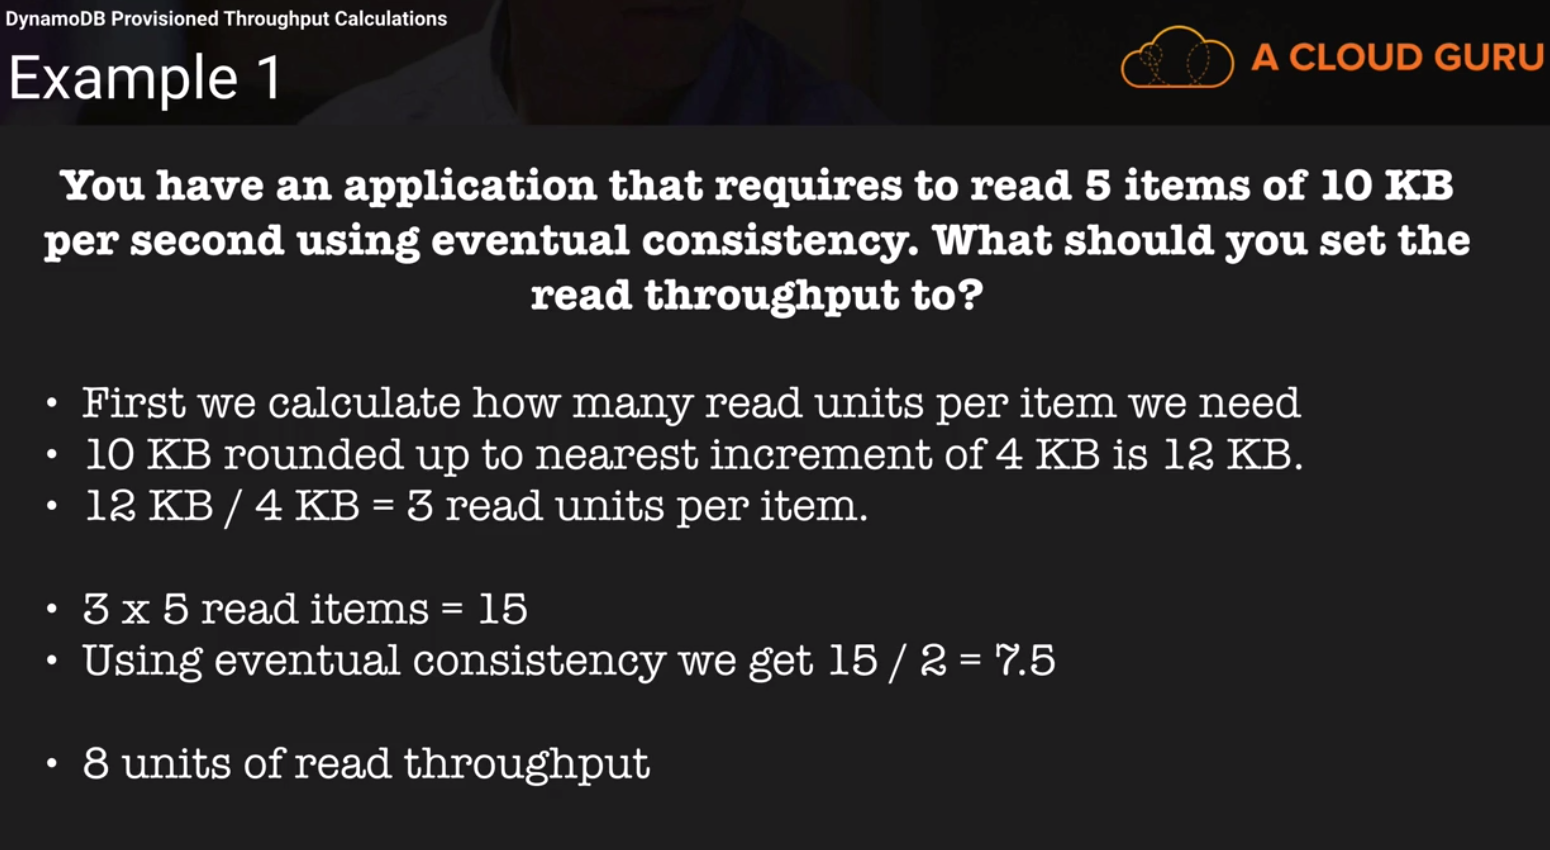 DynamoDB Provisioned Throughput Calculations
Example 1
A CLOUD GURU
You have an application that requires to read 5 items of 10 KB
per second using eventual consistency. What should you set the
read throughput to?
• First we calculate how many read units per item we need
• 10 KB rounded up to nearest increment of 4 KB is 12 KB.
• 12 KB / 4 KB = 3 read units per item.
• 3 x 5 read items = 15
• Using eventual consistency we get 15 / 2 = 7.5
• 8 units of read throughput